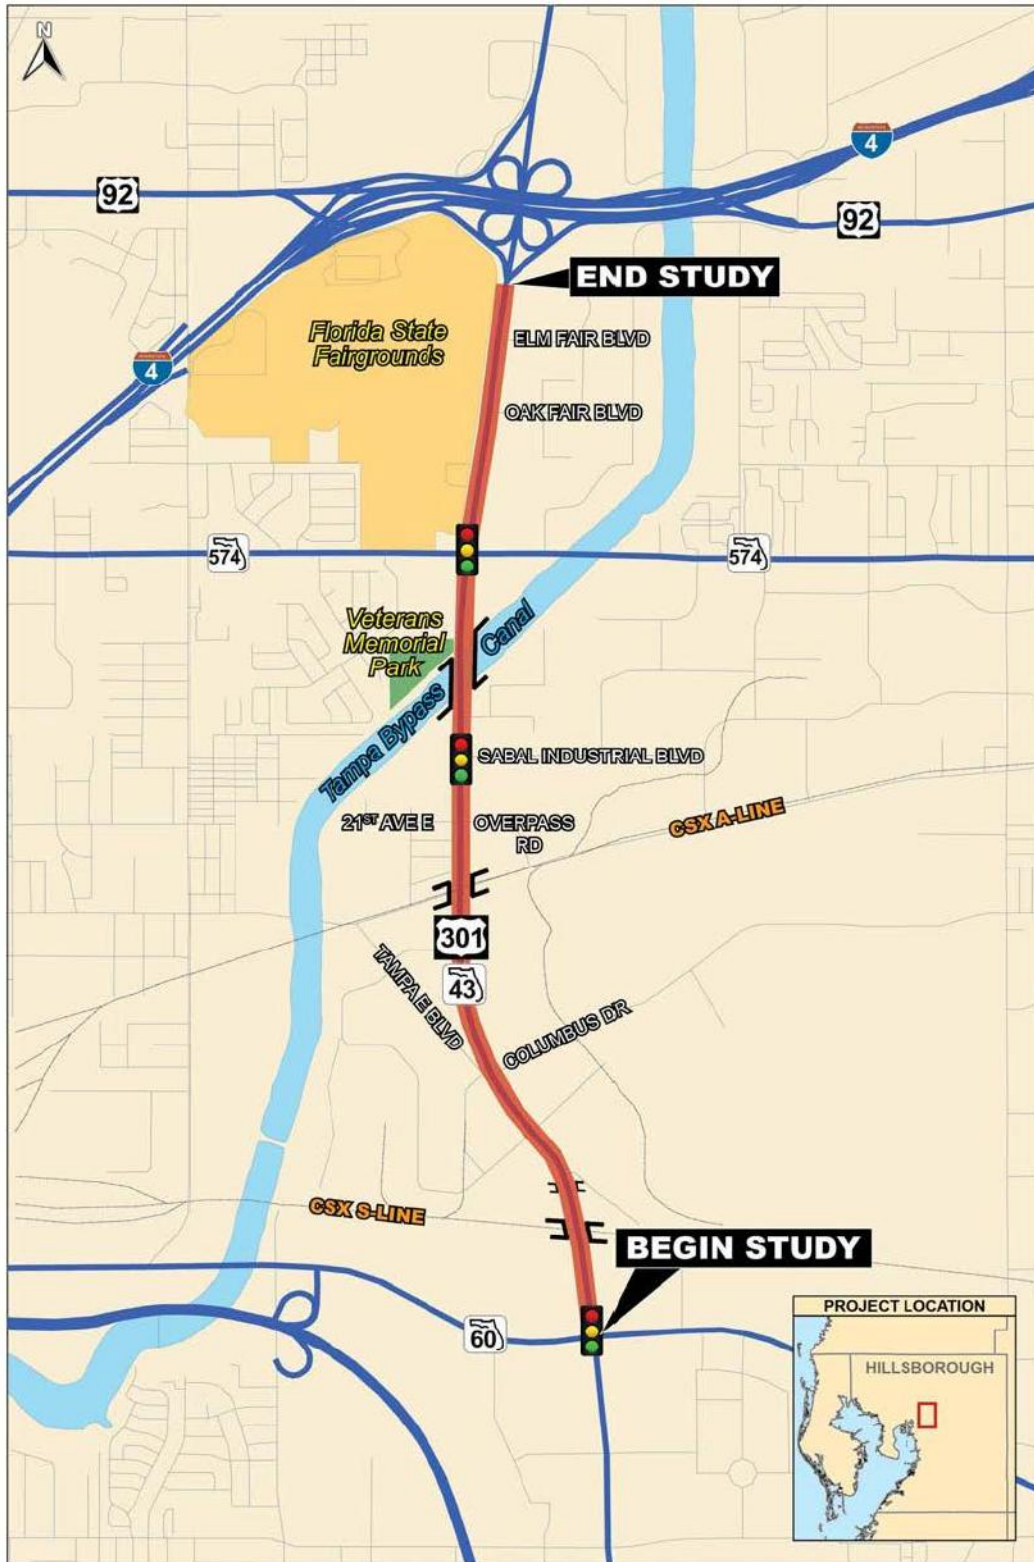 N
4
92
92
END STUDY
Florida State
Fairgrounds
ELM FAIR BLVD
4
OAK FAIR BLVD
574
574
Veterans
Memorial
Park
Canal
Tampa Bypass
SABAL INDUSTRIAL BLVD
21ST AVE E
OVERPASS
RD
CSX A-LINE
301
43
TAMPA E BLVD
COLUMBUS DR
CSX S-LINE
BEGIN STUDY
60
PROJECT LOCATION
HILLSBOROUGH